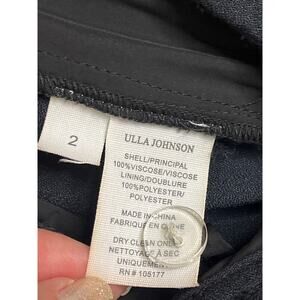 2
ULLA JOHNSON
SHELL/PRINCIPAL
100%VISCOSE/VISCOSE
LINING/DOUBLURE
100%POLYESTER/
POLYESTER
MADE IN CHINA
FABRIQUE EN CHINE
DRY CLEAN ONLY
NETTOYAGE À SEC
UNIQUEMENT
RN # 105177